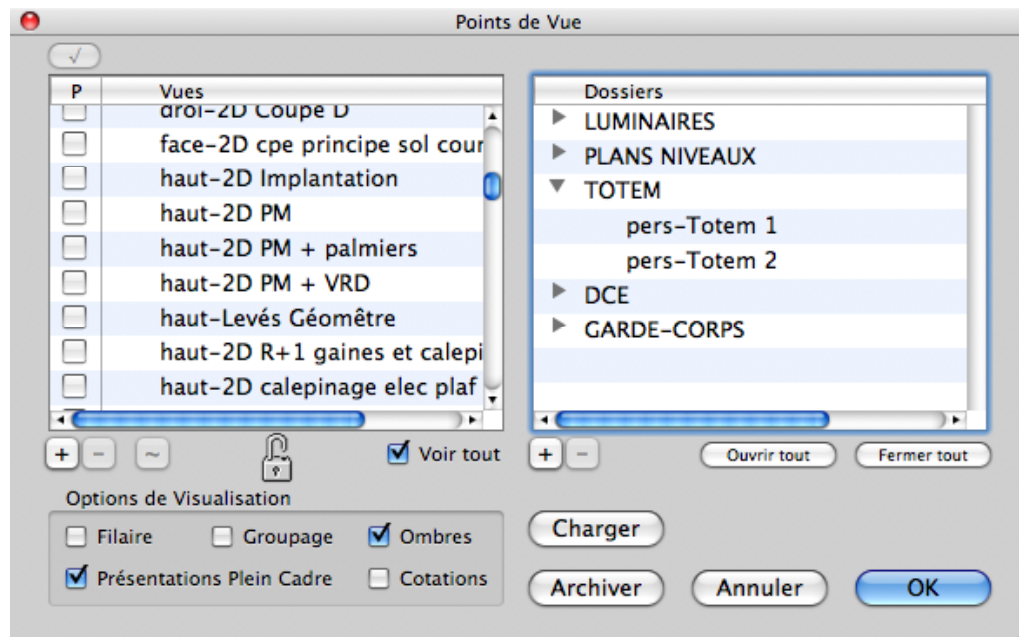 Points de Vue
√
P Vues
droi-2D Coupe D
face-2D cpe principe sol cour
haut-2D Implantation
haut-2D PM
haut-2D PM + palmiers
haut-2D PM + VRD
haut-Levés Géomêtre
haut-2D R+1 gaines et calepi
haut-2D calepinage elec plaf
+ - ~
Voir tout
Dossiers
LUMINAIRES
PLANS NIVEAUX
TOTEM
pers-Totem 1
pers-Totem 2
DCE
GARDE-CORPS
+ -
Ouvrir tout
Fermer tout
Options de Visualisation
Filaire
Groupage
Ombres
Présentations Plein Cadre
Cotations
Charger
Archiver
Annuler
OK